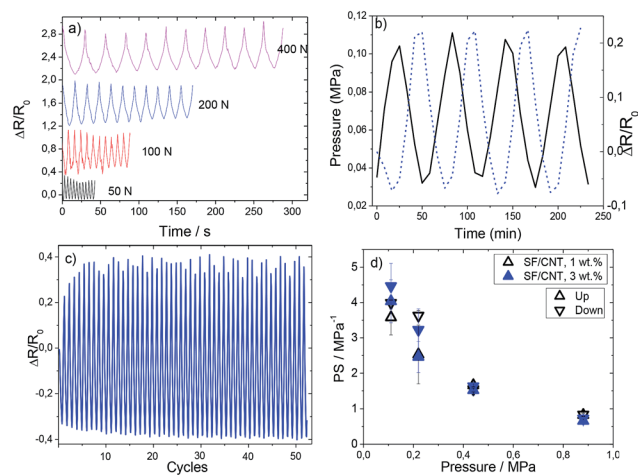 a)
2,8
2,4
2,0
1,6
1,2
0,8
0,4
0,0
ΔR/R0
400 N
200 N
100 N
50 N
0 50 100 150 200 250 300
Time / s
b)
0,12
0,10
0,08
0,06
0,04
0,02
Pressure (MPa)
0,2
0,1
0,0
-0,1
ΔR/R0
0 50 100 150 200 250
Time (min)
c)
0,4
0,2
0,0
-0,2
-0,4
ΔR/R0
10 20 30 40 50
Cycles
d)
SF/CNT, 1 wt.%
SF/CNT, 3 wt.%
Up
Down
5
4
3
2
1
0
PS / MPa-1
0,0 0,2 0,4 0,6 0,8 1,0
Pressure / MPa